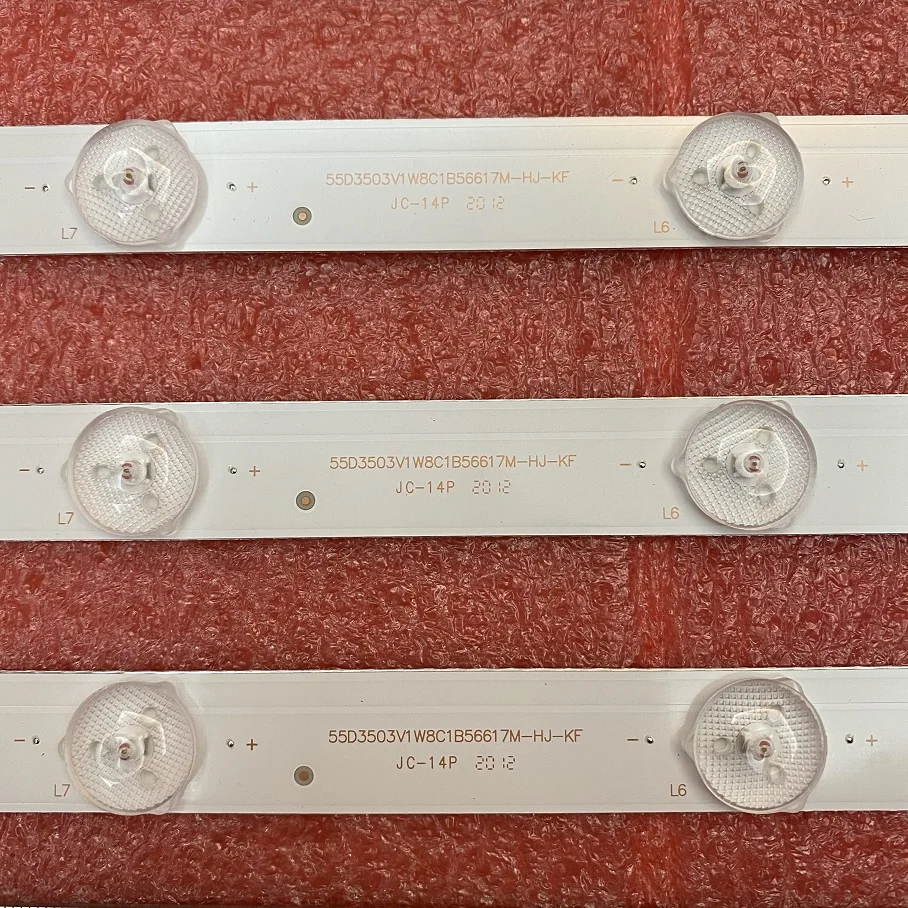 55D3503V1W8C1B56617M-HJ-KF
- + - +
JC-14P 2012
L7 L6
55D3503V1W8C1B56617M-HJ-KF
- + - +
JC-14P 2012
L7 L6
55D3503V1W8C1B56617M-HJ-KF
- + - +
JC-14P 2012
L7 L6